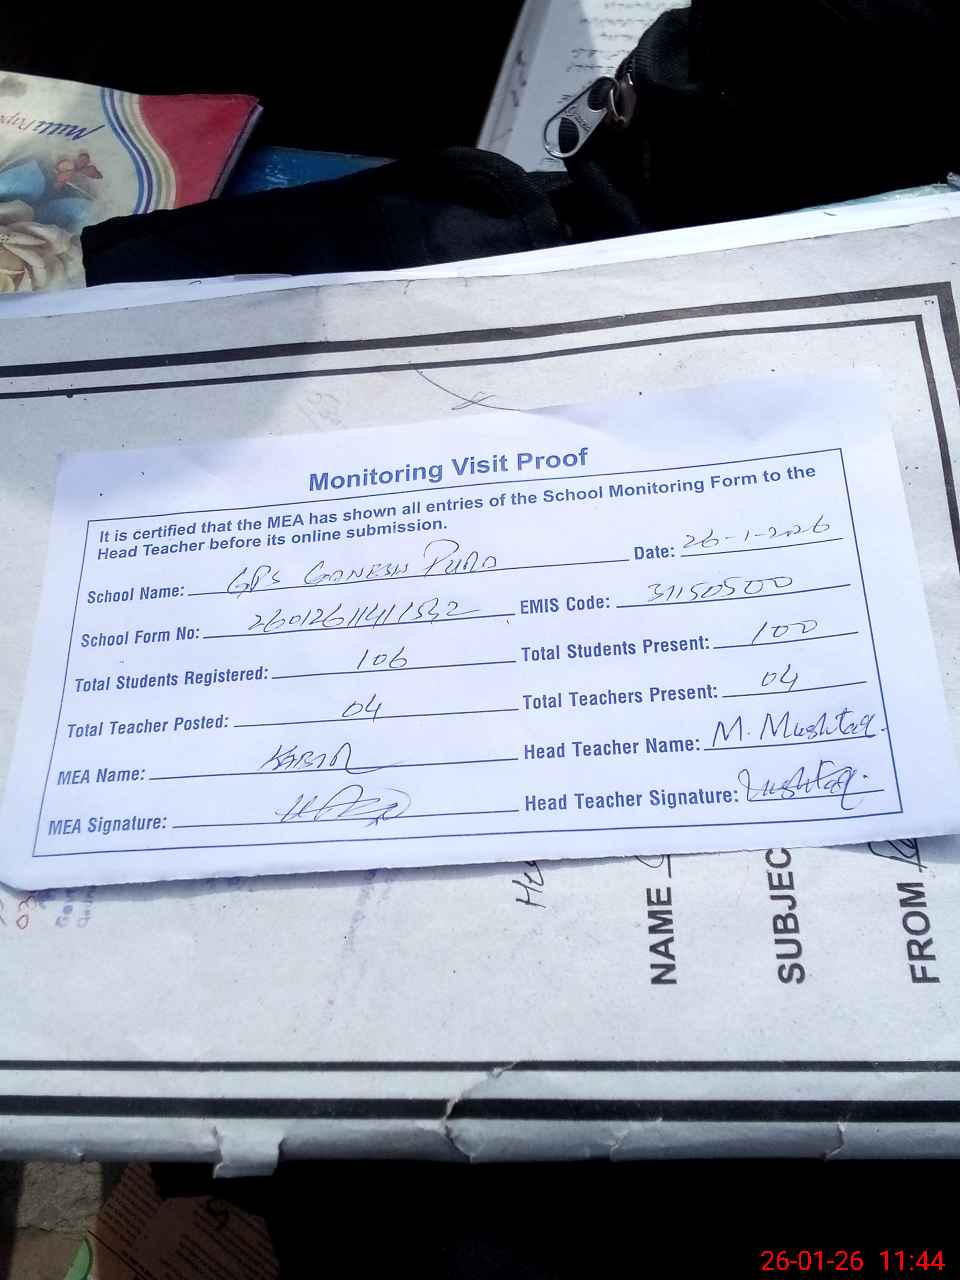 Monitoring Visit Proof
It is certified that the MEA has shown all entries of the School Monitoring Form to the
Head Teacher before its online submission.
School Name: GPS GANESH PURA Date: 26-1-2026
School Form No: EMIS Code: 31150500
Total Students Registered: 106 Total Students Present: 100
Total Teacher Posted: 04 Total Teachers Present: 04
MEA Name: KABIR Head Teacher Name: M. Mushtaq.
MEA Signature: Head Teacher Signature: Mushtaq.
NAME
SUBJEC
FROM
26-01-26 11:44